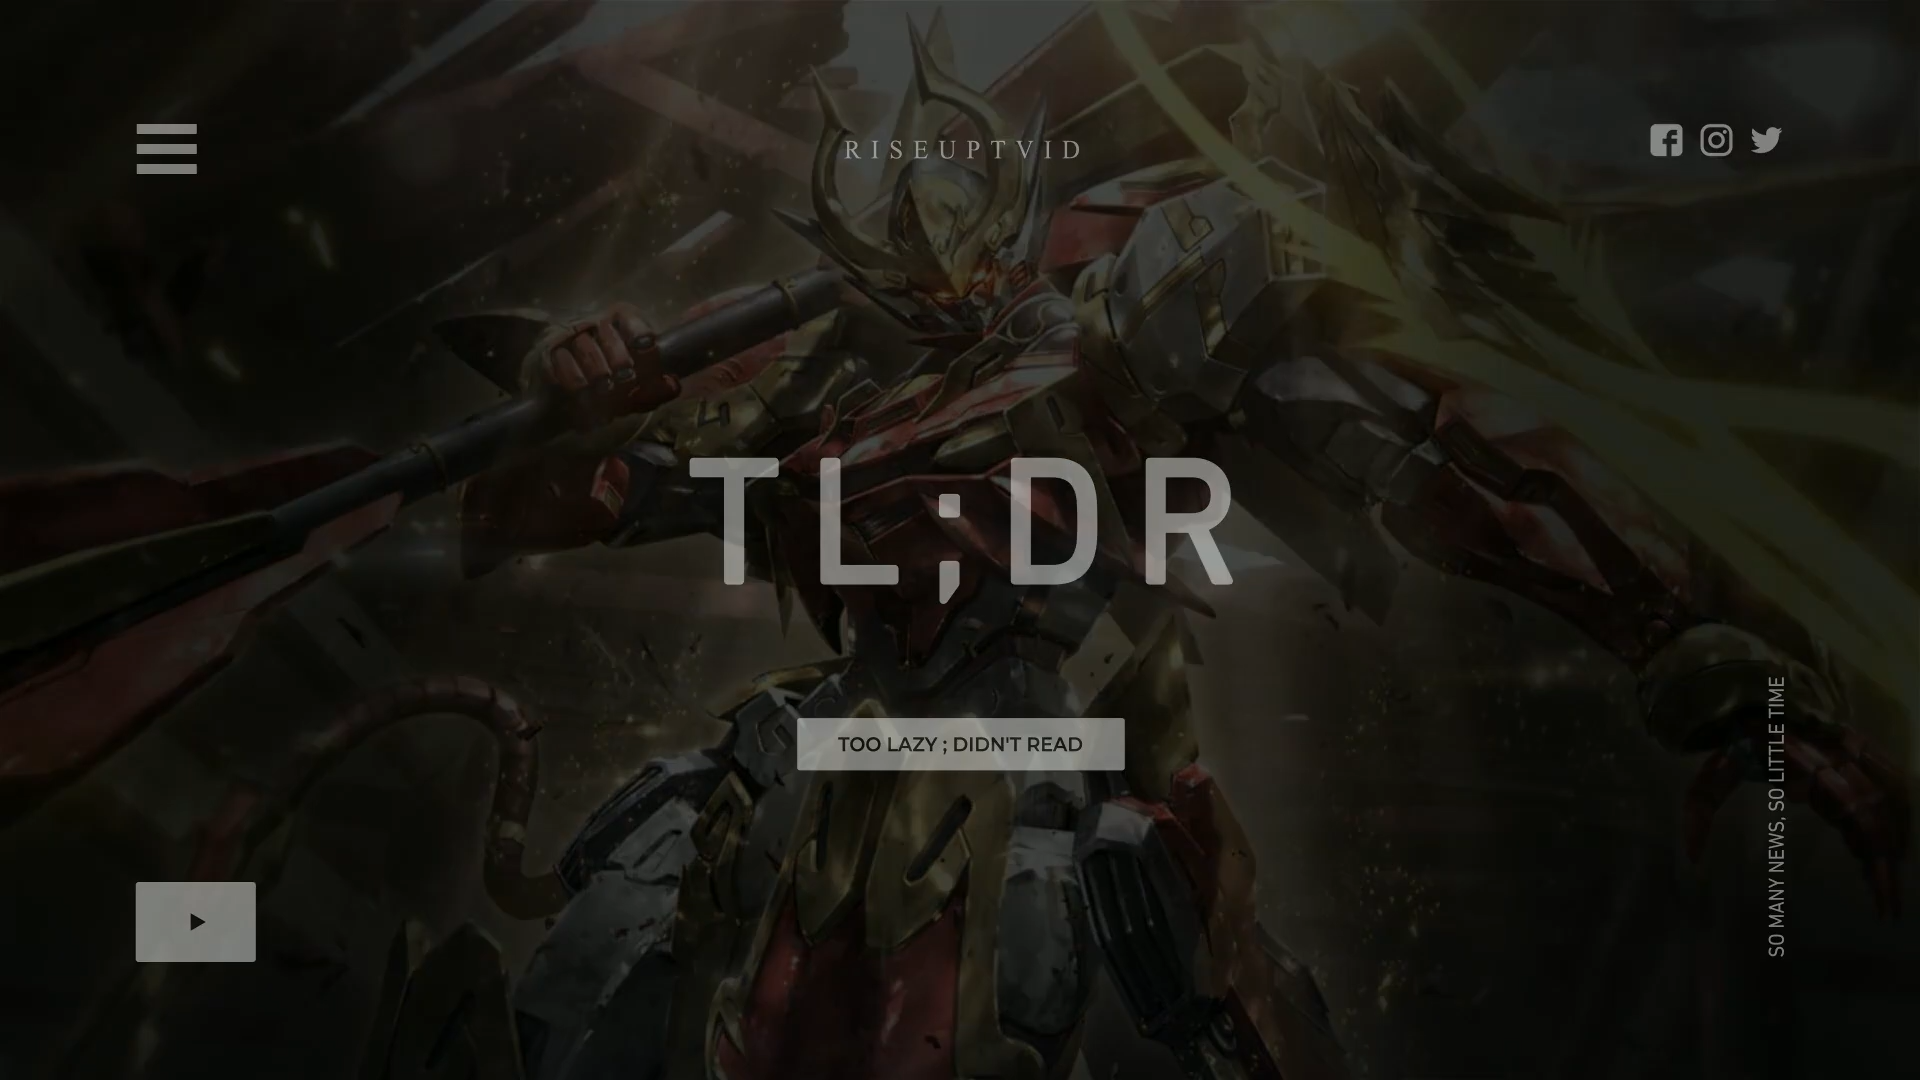 RISEUPTVID
TL;DR
TOO LAZY ; DIDN'T READ
SO MANY NEWS, SO LITTLE TIME